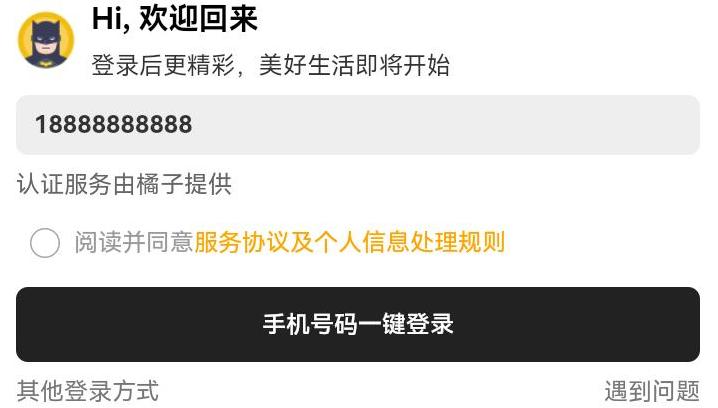 Hi, 欢迎回来
登录后更精彩，美好生活即将开始
18888888888
认证服务由橘子提供
阅读并同意服务协议及个人信息处理规则
手机号码一键登录
其他登录方式
遇到问题